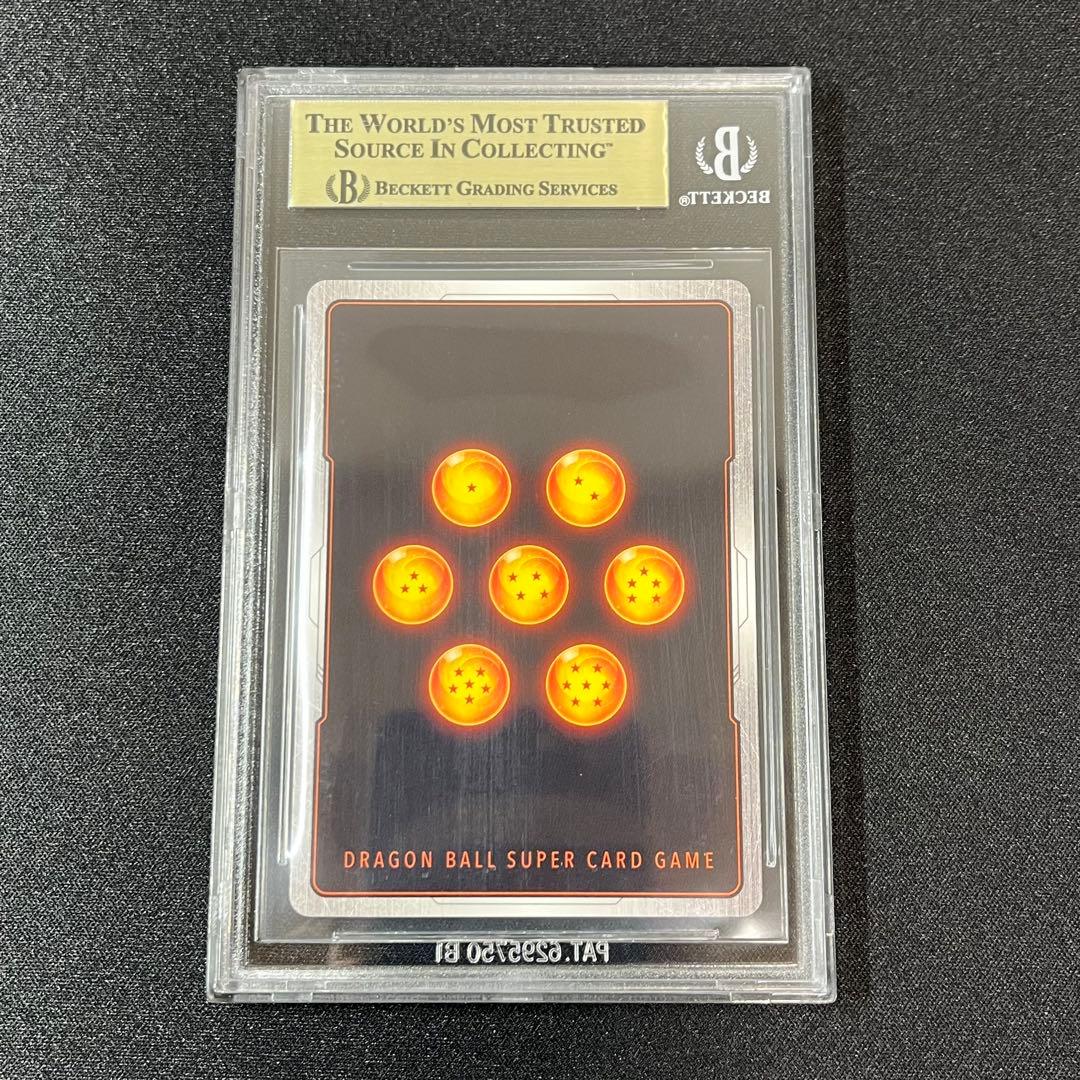 THE WORLD'S MOST TRUSTED
SOURCE IN COLLECTING™
B BECKETT GRADING SERVICES
B
BECKETT®
DRAGON BALL SUPER CARD GAME
PAT. 6295750 B1